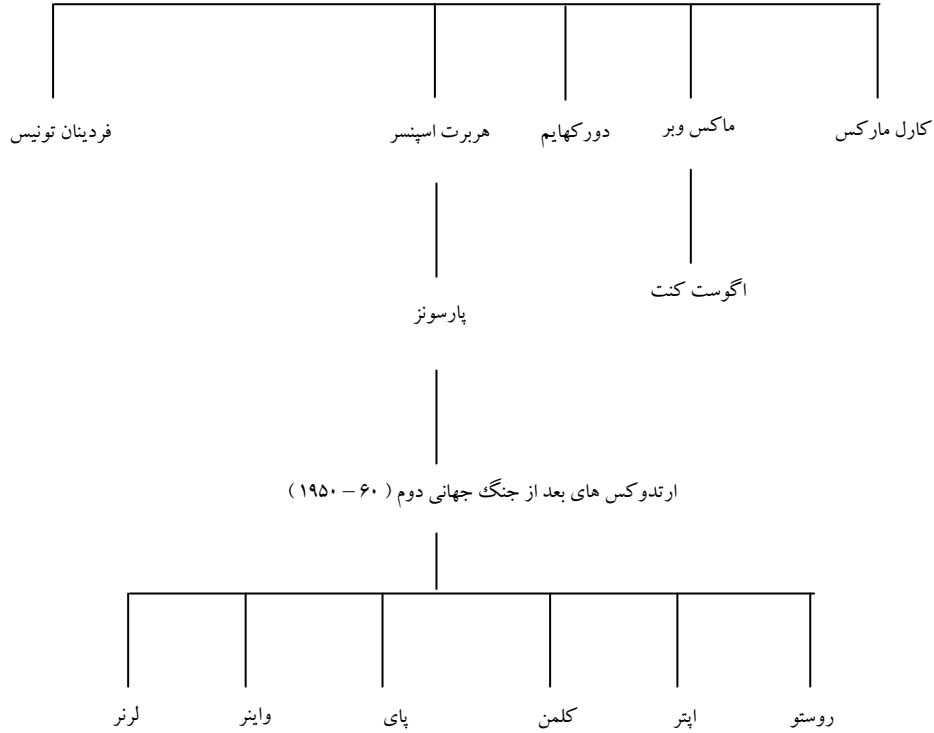 کارل مارکس
ماکس وبر
دورکهایم
هربرت اسپنسر
فردینان تونیس
اگوست کنت
پارسونز
ارتدوکس های بعد از جنگ جهانی دوم ( ۶۰ – ۱۹۵۰ )
روستو
اپتر
کلمن
پای
واینر
لرنر